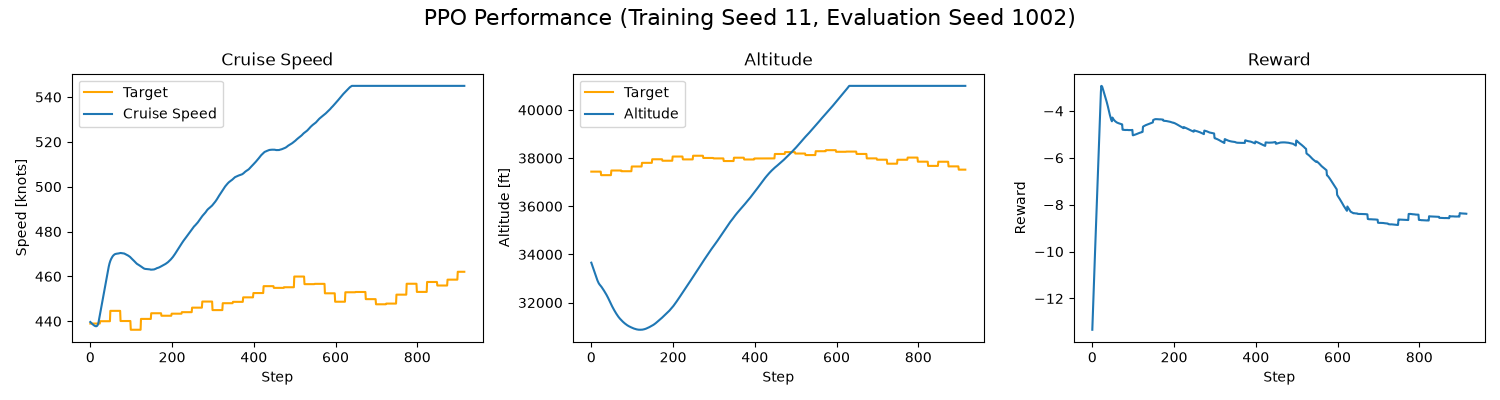 PPO Performance (Training Seed 11, Evaluation Seed 1002)
Cruise Speed
Target
Cruise Speed
Speed [knots]
540
520
500
480
460
440
0 200 400 600 800
Step
Altitude
Target
Altitude
Altitude [ft]
40000
38000
36000
34000
32000
0 200 400 600 800
Step
Reward
Reward
−4
−6
−8
−10
−12
0 200 400 600 800
Step